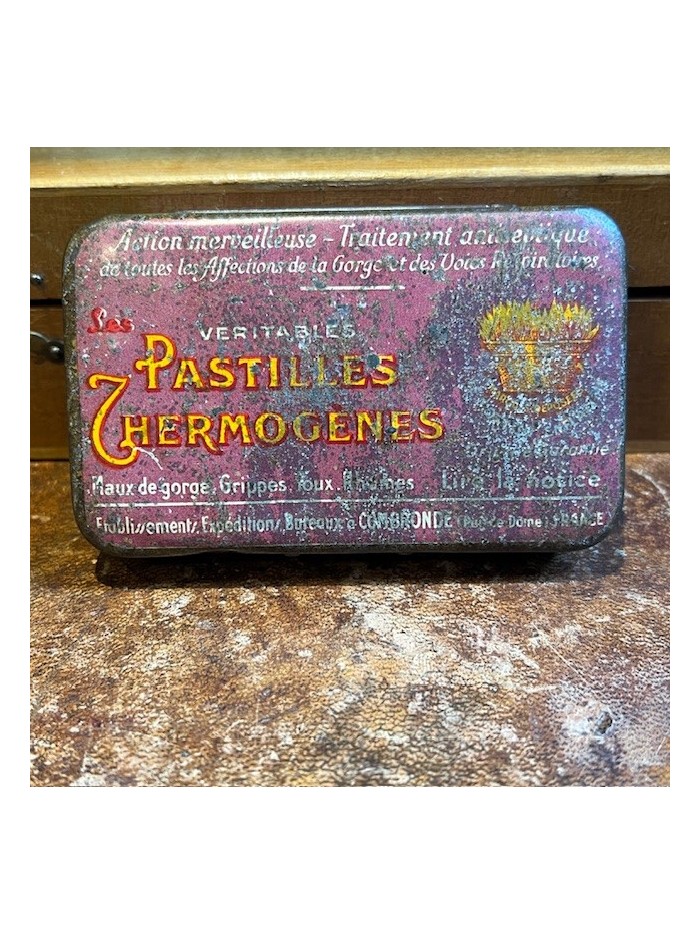 Action merveilleuse - Traitement antiseptique
de toutes les Affections de la Gorge et des Voies Respiratoires.
Les
VERITABLES
PASTILLES
THERMOGENES
Maux de gorge, Grippes, Toux, Rhumes - Lire la notice
Etablissements, Expéditions, Bureaux à COMBRONDE (Puy-de-Dôme) FRANCE